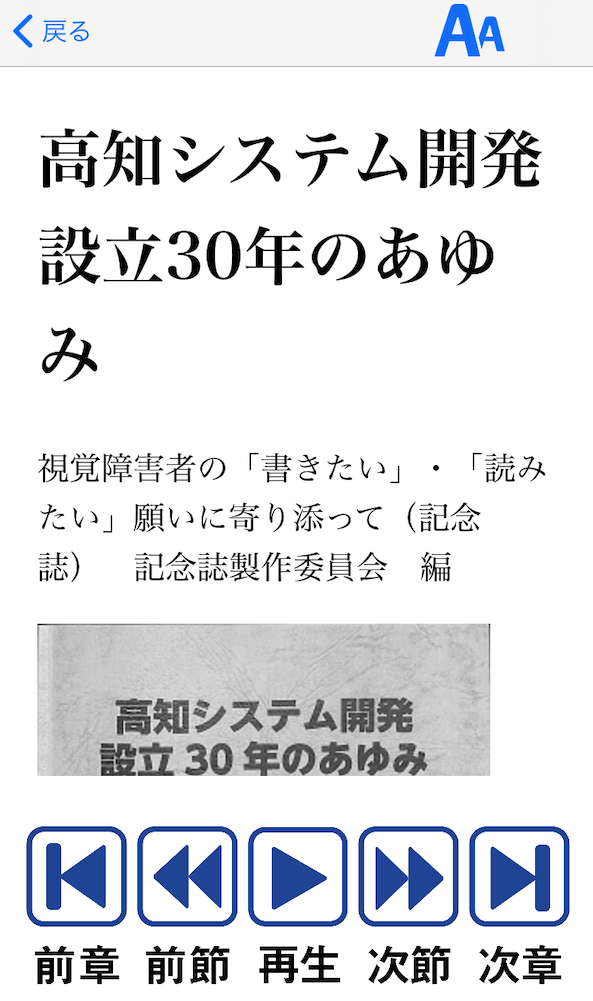 戻る
AA
高知システム開発
設立30年のあゆ
み
視覚障害者の「書きたい」・「読み
たい」願いに寄り添って（記念
誌）　記念誌製作委員会　編
高知システム開発
設立 30 年のあゆみ
前章 前節 再生 次節 次章